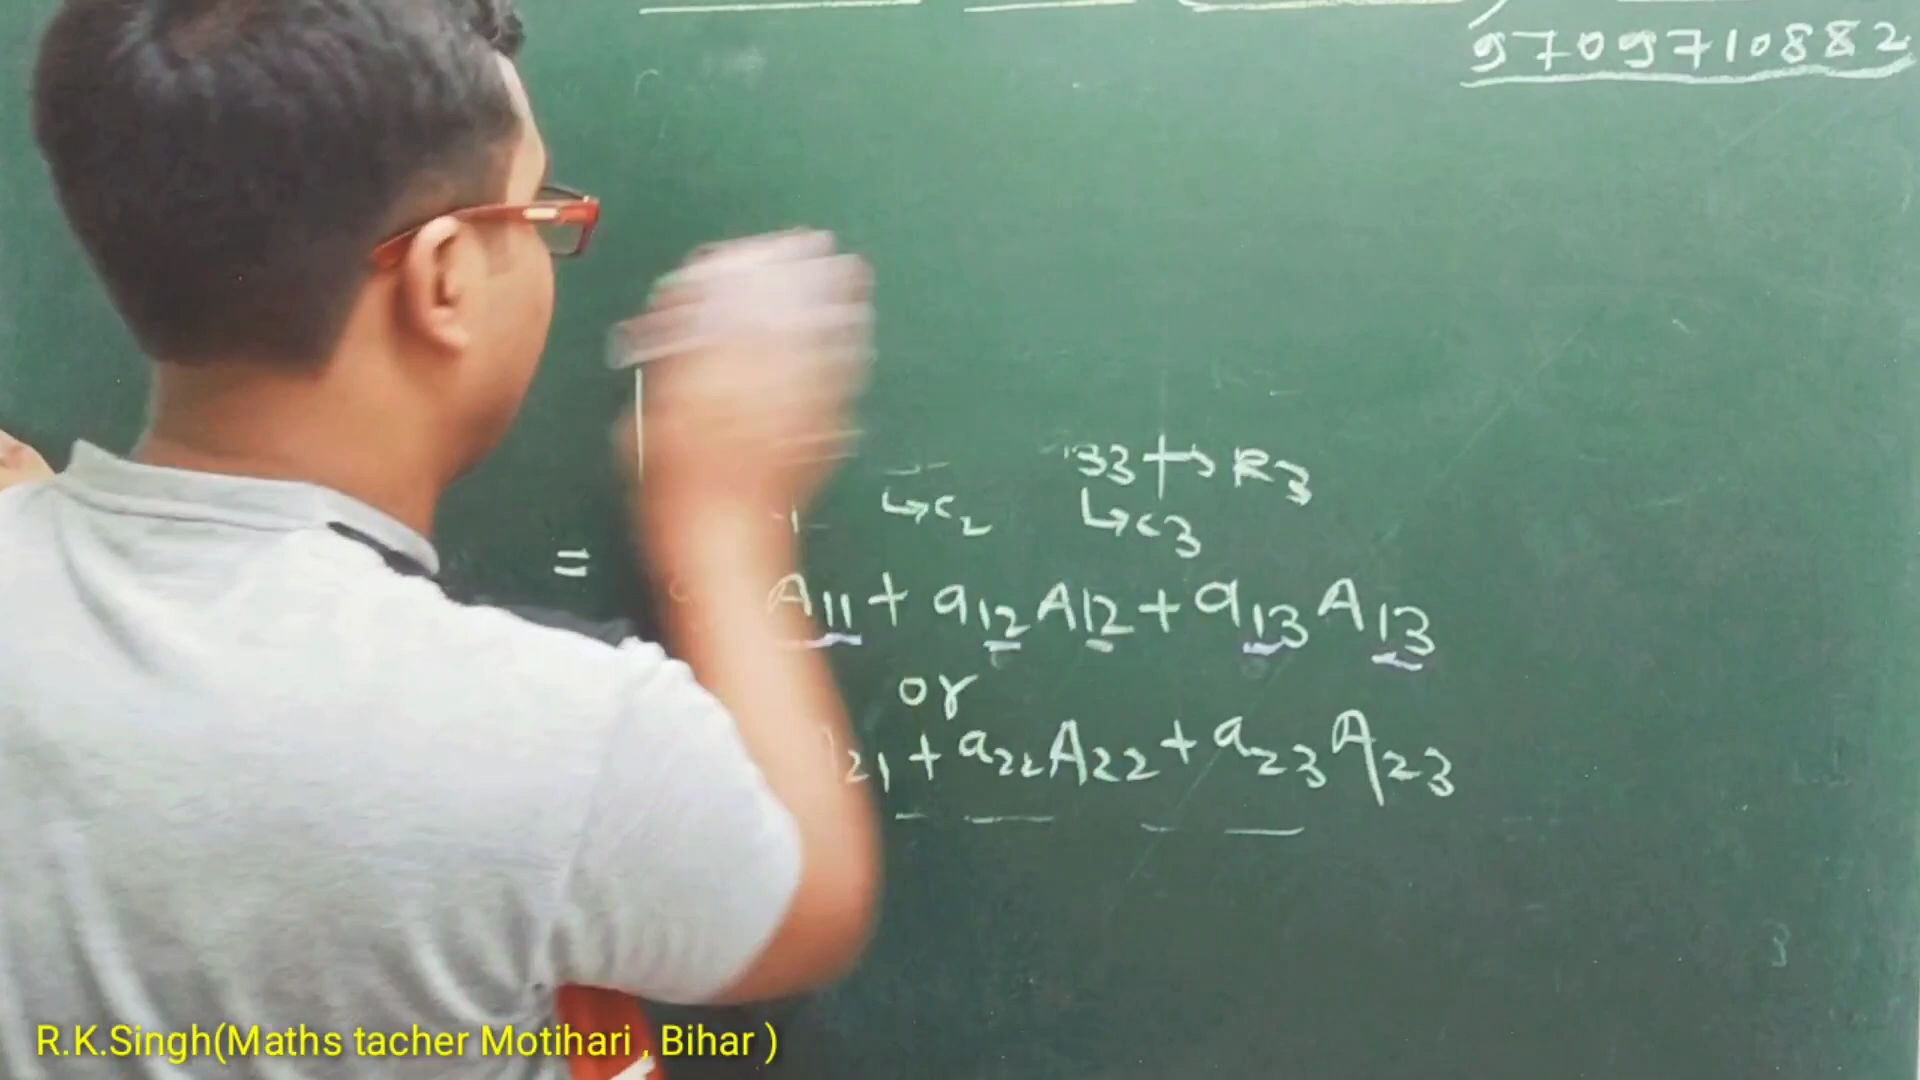 9709710882
33 → R3
↳c2 ↳c3
=
A11 + a12 A12 + a13 A13
or
21 + a22 A22 + a23 A23
R.K.Singh(Maths tacher Motihari , Bihar )